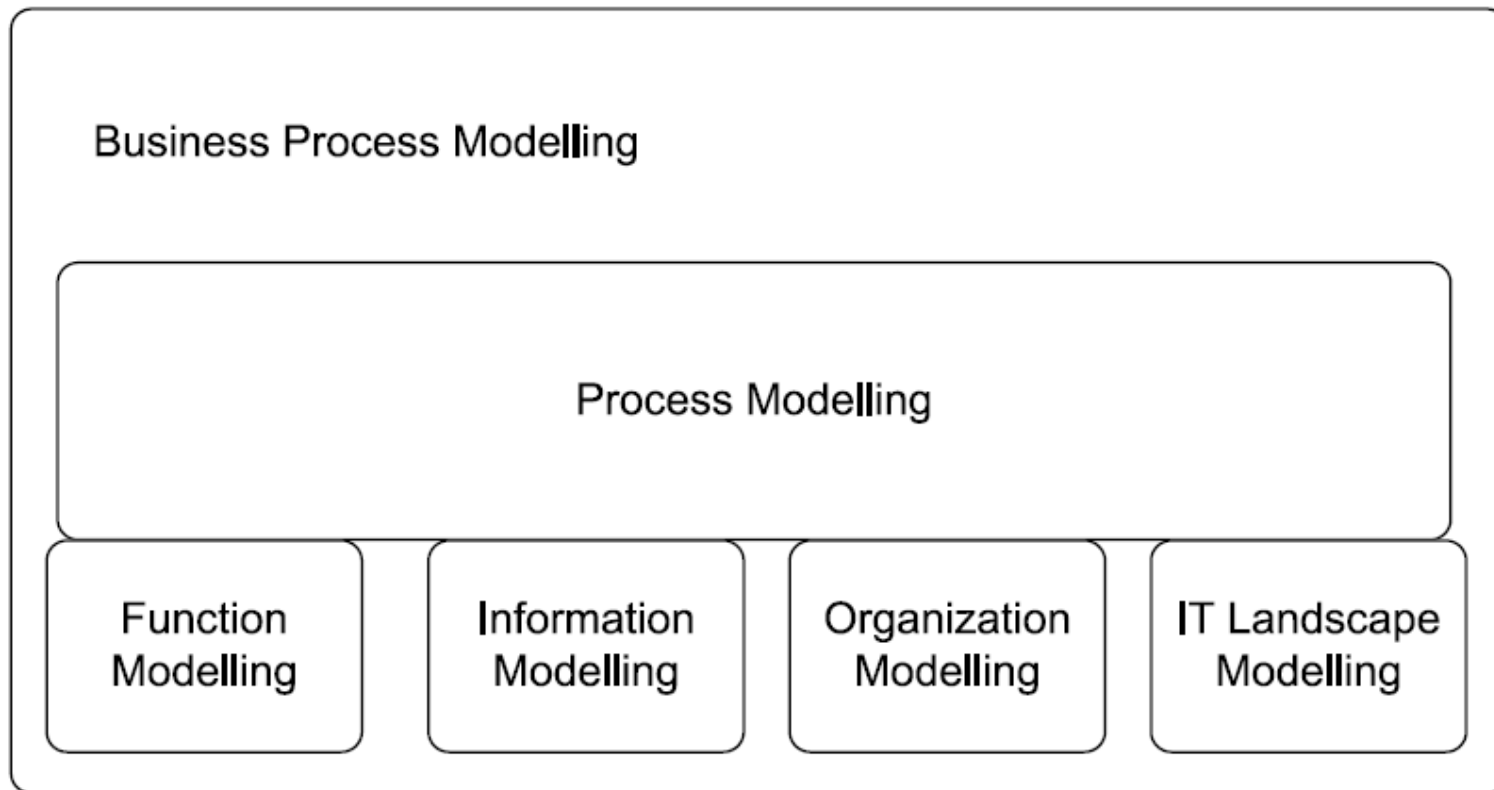 Business Process Modelling
Process Modelling
Function
Modelling
Information
Modelling
Organization
Modelling
IT Landscape
Modelling